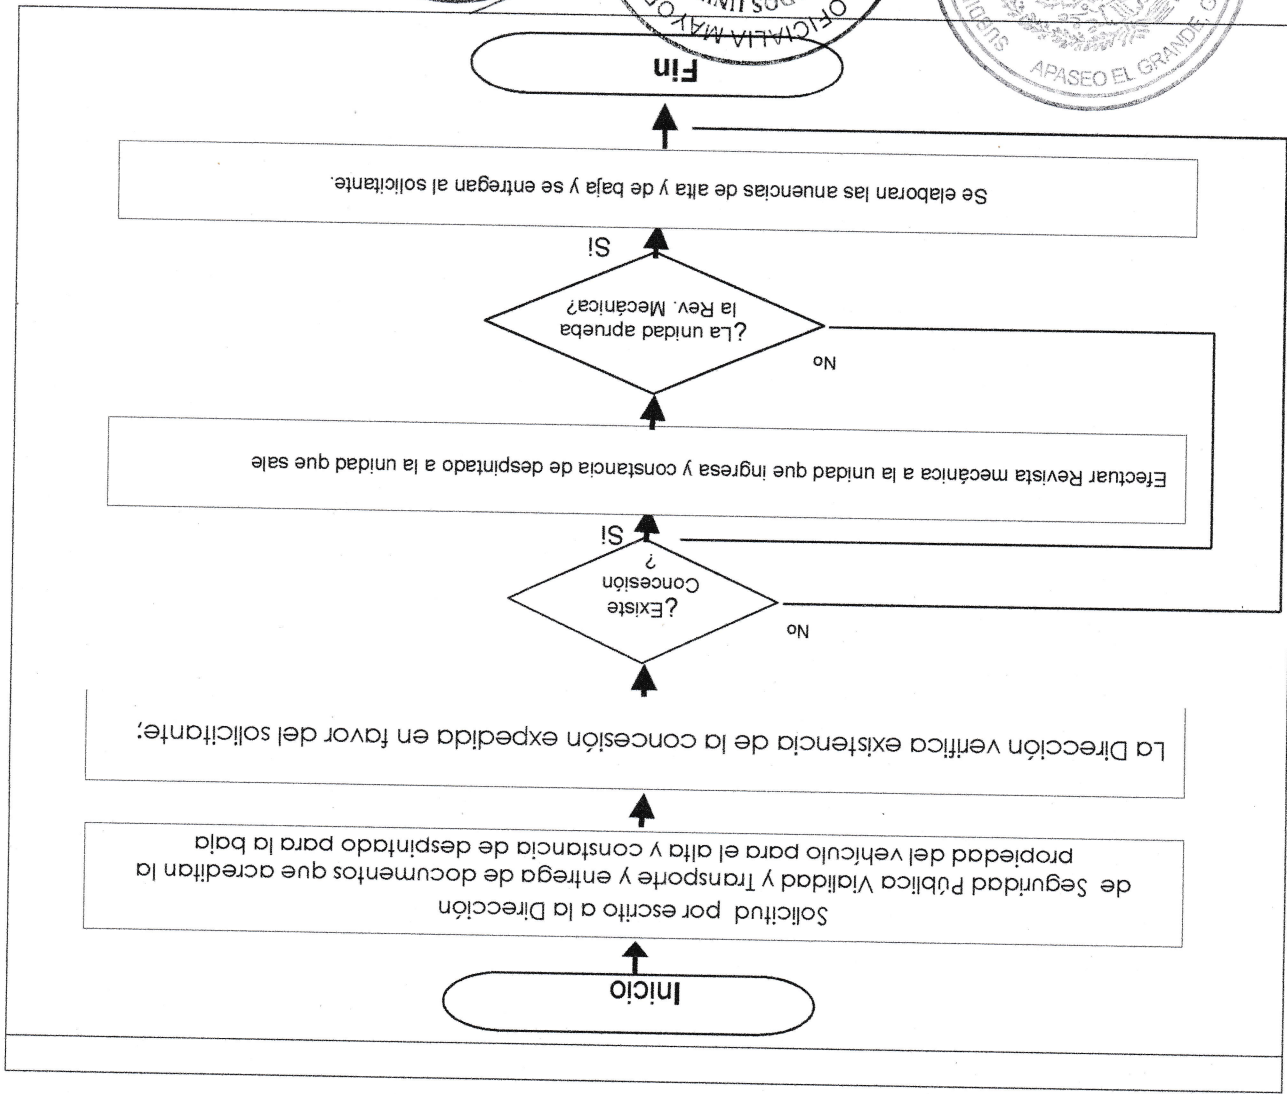 Inicio
Solicitud por escrito a la Dirección
de Seguridad Pública Vialidad y Transporte y entrega de documentos que acreditan la
propiedad del vehículo para el alta y constancia de despintado para la baja
La Dirección verifica existencia de la concesión expedida en favor del solicitante;
No
¿Existe
Concesión
?
Si
Efectuar Revista mecánica a la unidad que ingresa y constancia de despintado a la unidad que sale
No
¿La unidad aprueba
la Rev. Mecánica?
Si
Se elaboran las anuencias de alta y de baja y se entregan al solicitante.
Fin
OFICIALIA MAYOR
APASEO EL GRANDE,